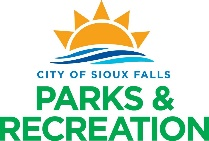 CITY OF SIOUX FALLS
PARKS &
RECREATION